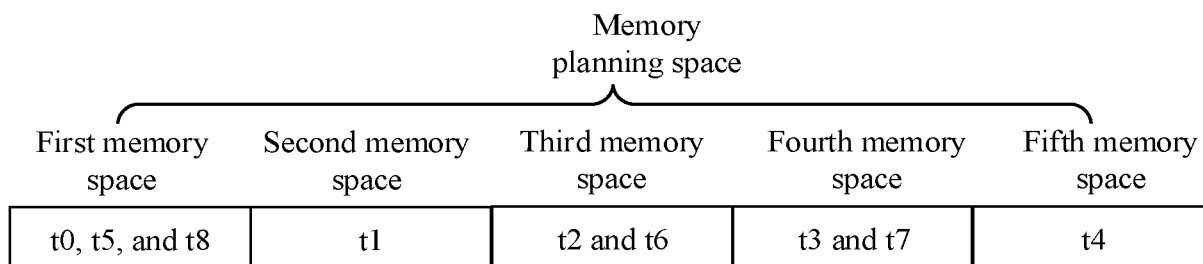 Memory
planning space
First memory
space
Second memory
space
Third memory
space
Fourth memory
space
Fifth memory
space
t0, t5, and t8
t1
t2 and t6
t3 and t7
t4